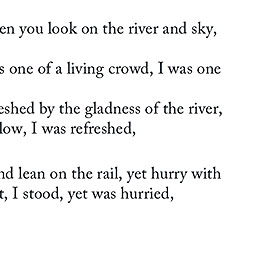 en you look on the river and sky,
s one of a living crowd, I was one
eshed by the gladness of the river,
low, I was refreshed,
nd lean on the rail, yet hurry with
t, I stood, yet was hurried,